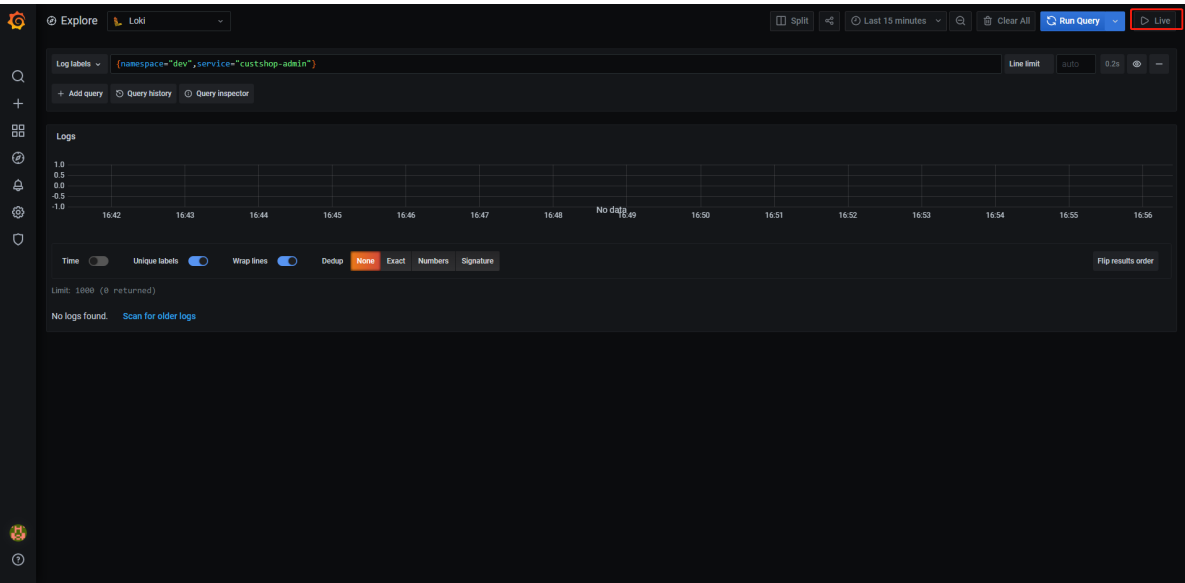 Explore Loki Split Last 15 minutes Clear All Run Query Live
Log labels {namespace="dev",service="custshop-admin"} Line limit auto 0.2s
+ Add query Query history Query inspector
Logs
1.0
0.5
0.0
-0.5
-1.0
No data
16:42 16:43 16:44 16:45 16:46 16:47 16:48 16:49 16:50 16:51 16:52 16:53 16:54 16:55 16:56
Time Unique labels Wrap lines Dedup None Exact Numbers Signature Flip results order
Limit: 1000 (0 returned)
No logs found. Scan for older logs